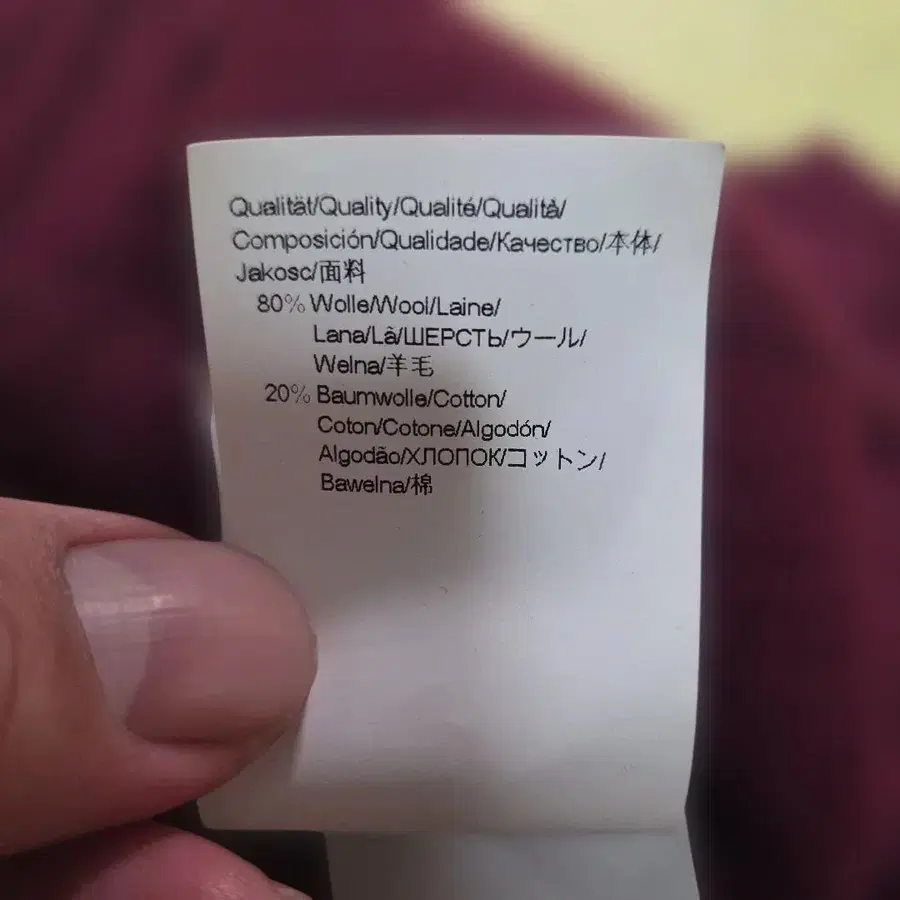 Qualität/Quality/Qualité/Qualità/
Composición/Qualidade/Качество/本体/
Jakosc/面料
80% Wolle/Wool/Laine/
Lana/Lã/ШЕРСТЬ/ウール/
Welna/羊毛
20% Baumwolle/Cotton/
Coton/Cotone/Algodón/
Algodão/ХЛОПОК/コットン/
Bawelna/棉